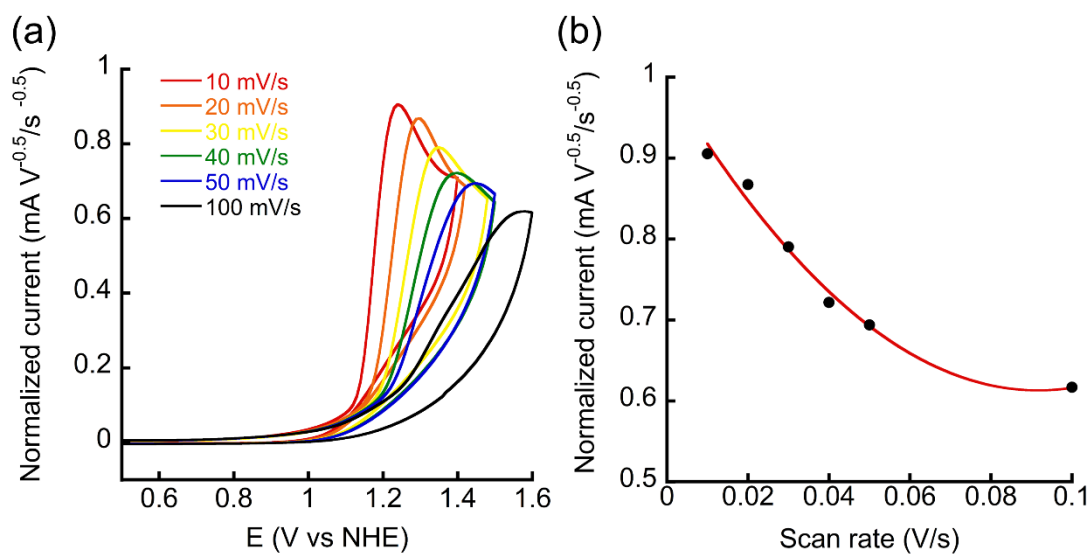 (a)
Normalized current (mA V^-0.5/s^-0.5)
1
0.8
0.6
0.4
0.2
0
10 mV/s
20 mV/s
30 mV/s
40 mV/s
50 mV/s
100 mV/s
0.6
0.8
1
1.2
1.4
1.6
E (V vs NHE)
(b)
Normalized current (mA V^-0.5/s^-0.5)
1
0.9
0.8
0.7
0.6
0.5
0
0.02
0.04
0.06
0.08
0.1
Scan rate (V/s)